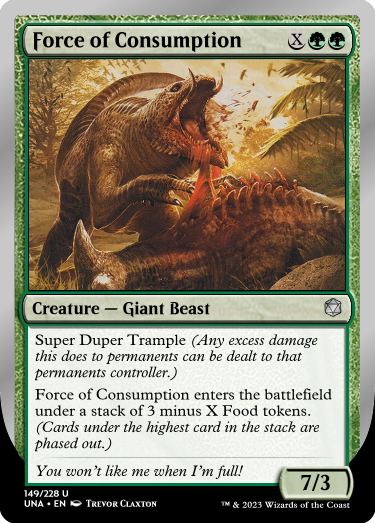 Force of Consumption X
Creature — Giant Beast
Super Duper Trample (Any excess damage
this does to permanents can be dealt to that
permanents controller.)
Force of Consumption enters the battlefield
under a stack of 3 minus X Food tokens.
(Cards under the highest card in the stack are
phased out.)
You won't like me when I'm full!
7/3
149/228 U
UNA • EN TREVOR CLAXTON
™ & 2023 Wizards of the Coast